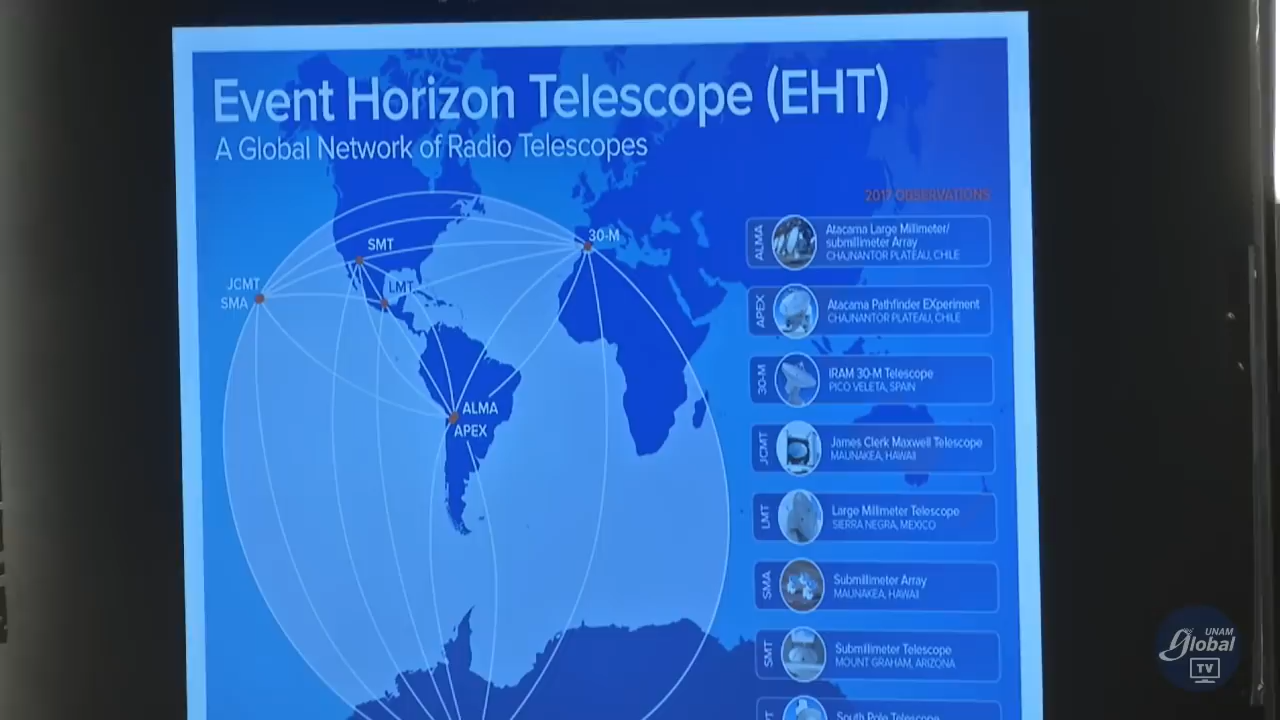 Event Horizon Telescope (EHT)
A Global Network of Radio Telescopes
2017 OBSERVATIONS
SMT
30-M
JCMT
SMA
LMT
ALMA
APEX
ALMA
Atacama Large Millimeter/
submillimeter Array
CHAJNANTOR PLATEAU, CHILE
APEX
Atacama Pathfinder EXperiment
CHAJNANTOR PLATEAU, CHILE
30-M
IRAM 30-M Telescope
PICO VELETA, SPAIN
JCMT
James Clerk Maxwell Telescope
MAUNAKEA, HAWAII
LMT
Large Millimeter Telescope
SIERRA NEGRA, MEXICO
SMA
Submillimeter Array
MAUNAKEA, HAWAII
SMT
Submillimeter Telescope
MOUNT GRAHAM, ARIZONA
South Pole Telescope
UNAM
Global
TV